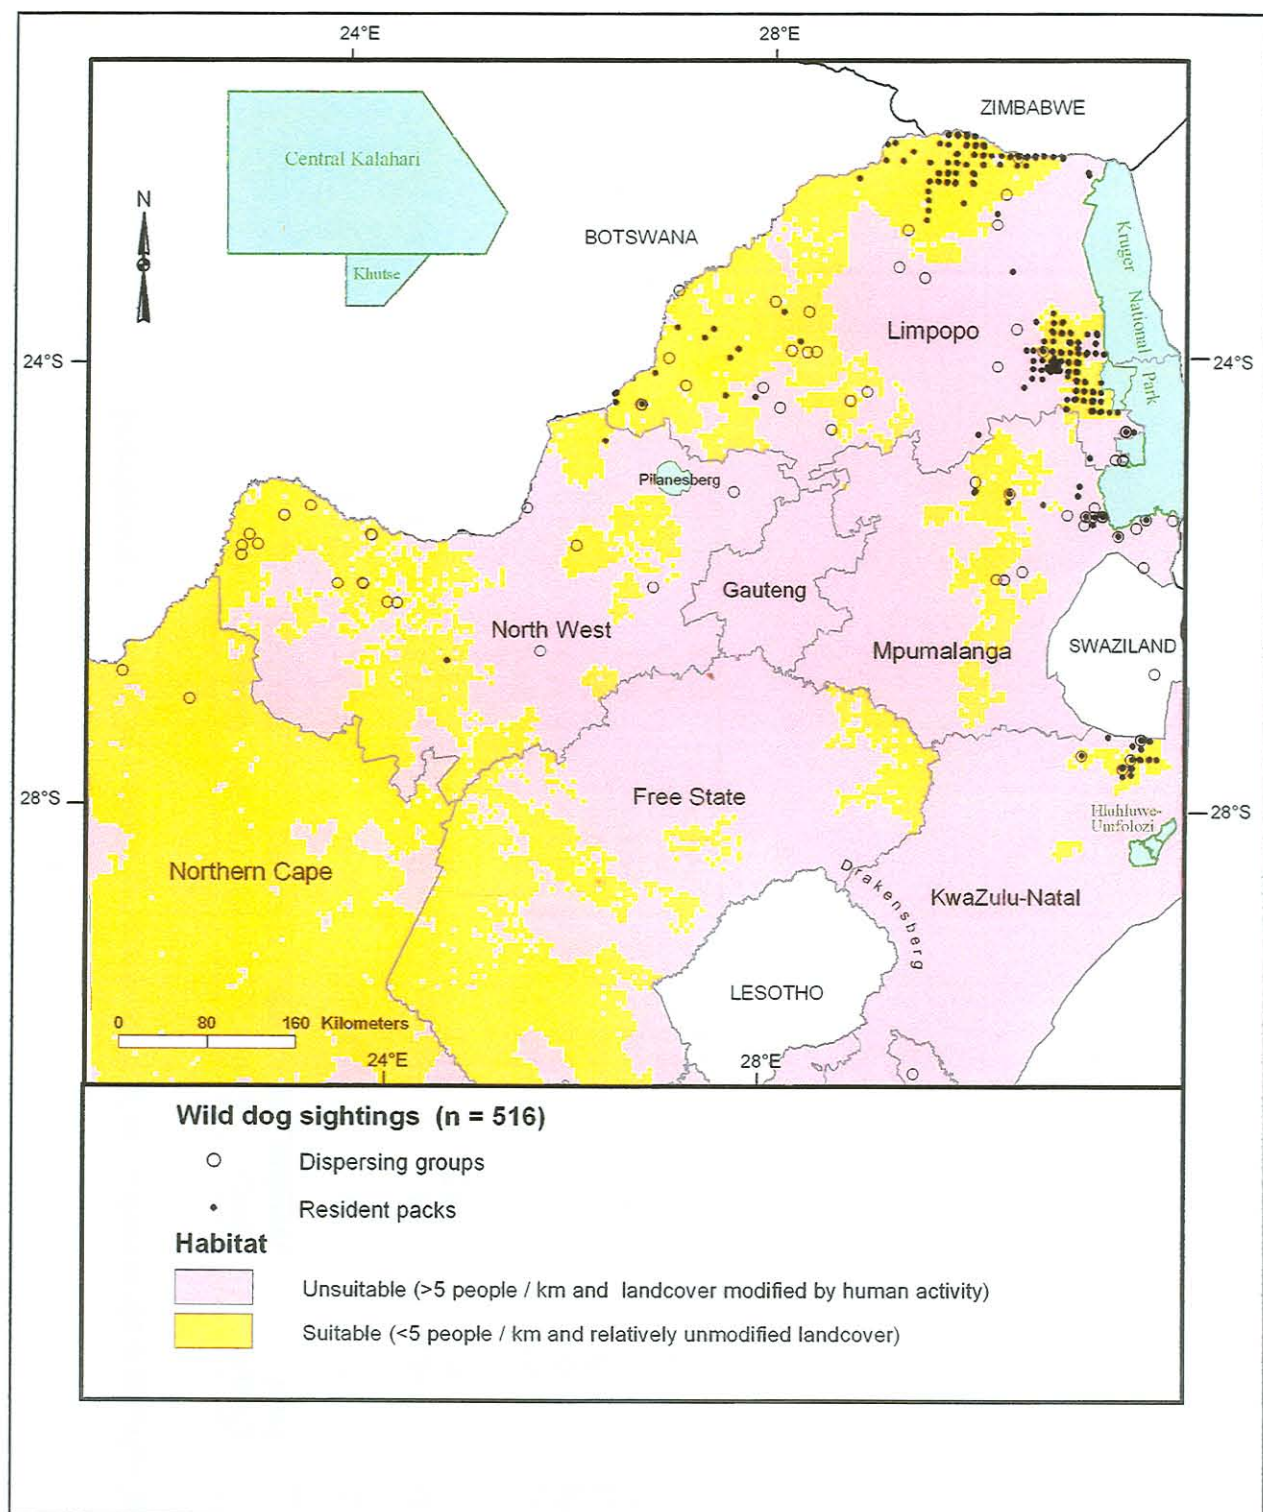 24°E
28°E
ZIMBABWE
Central Kalahari
N
BOTSWANA
Khutse
Kruger National Park
Limpopo
24°S
24°S
Pilanesberg
Gauteng
North West
Mpumalanga
SWAZILAND
Free State
28°S
28°S
Hluhluwe-
Umfolozi
Northern Cape
Drakensberg
KwaZulu-Natal
LESOTHO
0 80 160 Kilometers
24°E
28°E
Wild dog sightings (n = 516)
Dispersing groups
Resident packs
Habitat
Unsuitable (>5 people / km and landcover modified by human activity)
Suitable (<5 people / km and relatively unmodified landcover)